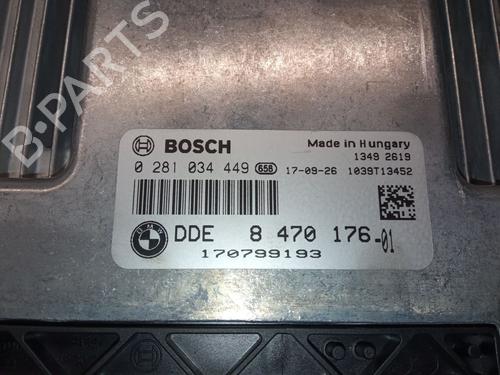 B-PARTS
BOSCH
Made in Hungary
1349 2619
0 281 034 449 658 17-09-26 1039T13452
BMW
DDE 8 470 176-01
170799193